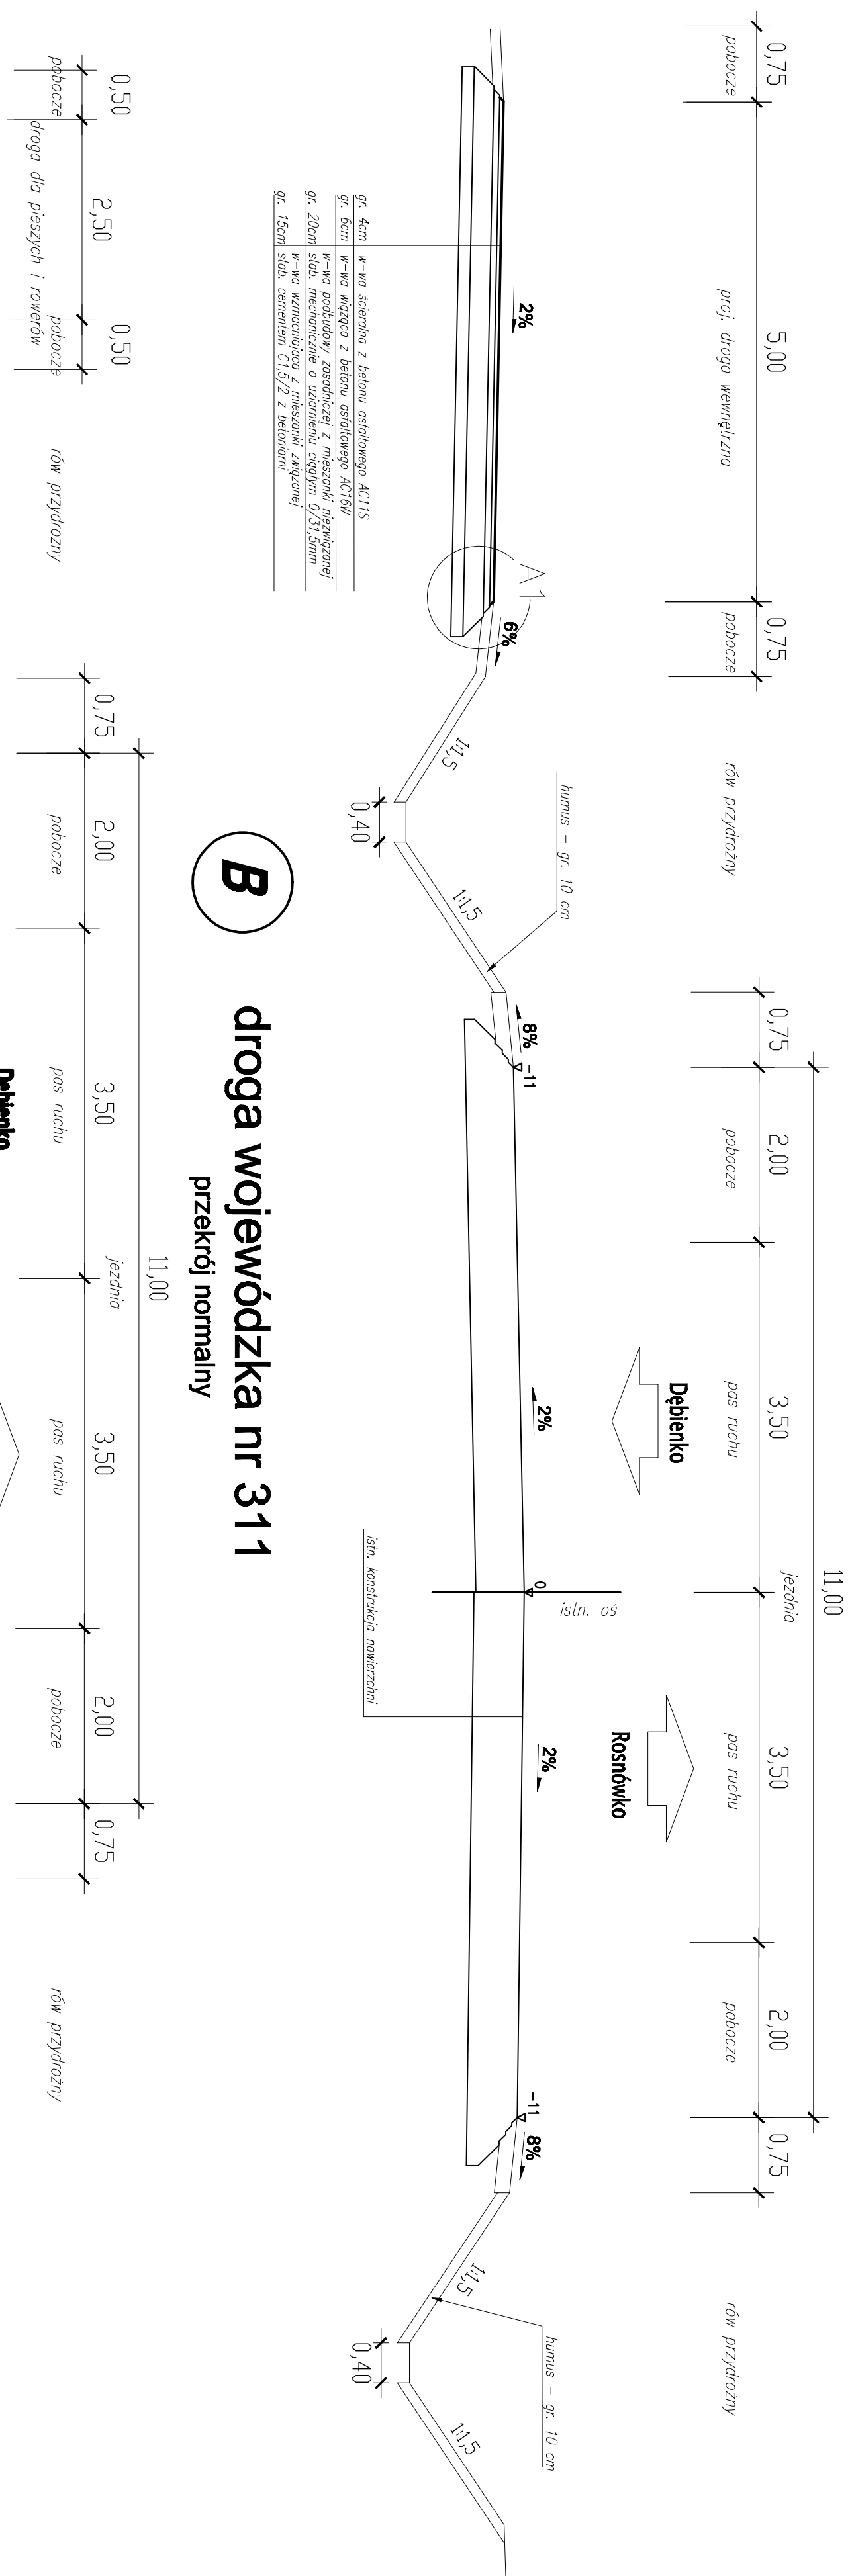 11,00
0,75
5,00
0,75
0,75
2,00
3,50
jezdnia
3,50
2,00
0,75
pobocze
proj. droga wewnętrzna
pobocze
rów przydrożny
pobocze
pas ruchu
pas ruchu
pobocze
rów przydrożny
Dębienko
Rosnówko
istn. oś
2%
A1
6%
1:1,5
0,40
humus - gr. 10 cm
1:1,5
8%
-11
2%
0
2%
-11
8%
1:1,5
humus - gr. 10 cm
0,40
1:1,5
gr. 4cm w-wa ścieralna z betonu asfaltowego AC11S
gr. 6cm w-wa wiążąca z betonu asfaltowego AC16W
w-wa podbudowy zasadniczej z mieszanki niezwiązanej
gr. 20cm stab. mechanicznie o uziarnieniu ciągłym 0/31,5mm
w-wa wzmacniająca z mieszanki związanej
gr. 15cm stab. cementem C1,5/2 z betoniarni
istn. konstrukcja nawierzchni
B
droga wojewódzka nr 311
przekrój normalny
11,00
0,50
2,50
0,50
0,75
2,00
3,50
jezdnia
3,50
2,00
0,75
pobocze
droga dla pieszych i rowerów
pobocze
rów przydrożny
pobocze
pas ruchu
pas ruchu
pobocze
rów przydrożny
Dębienko